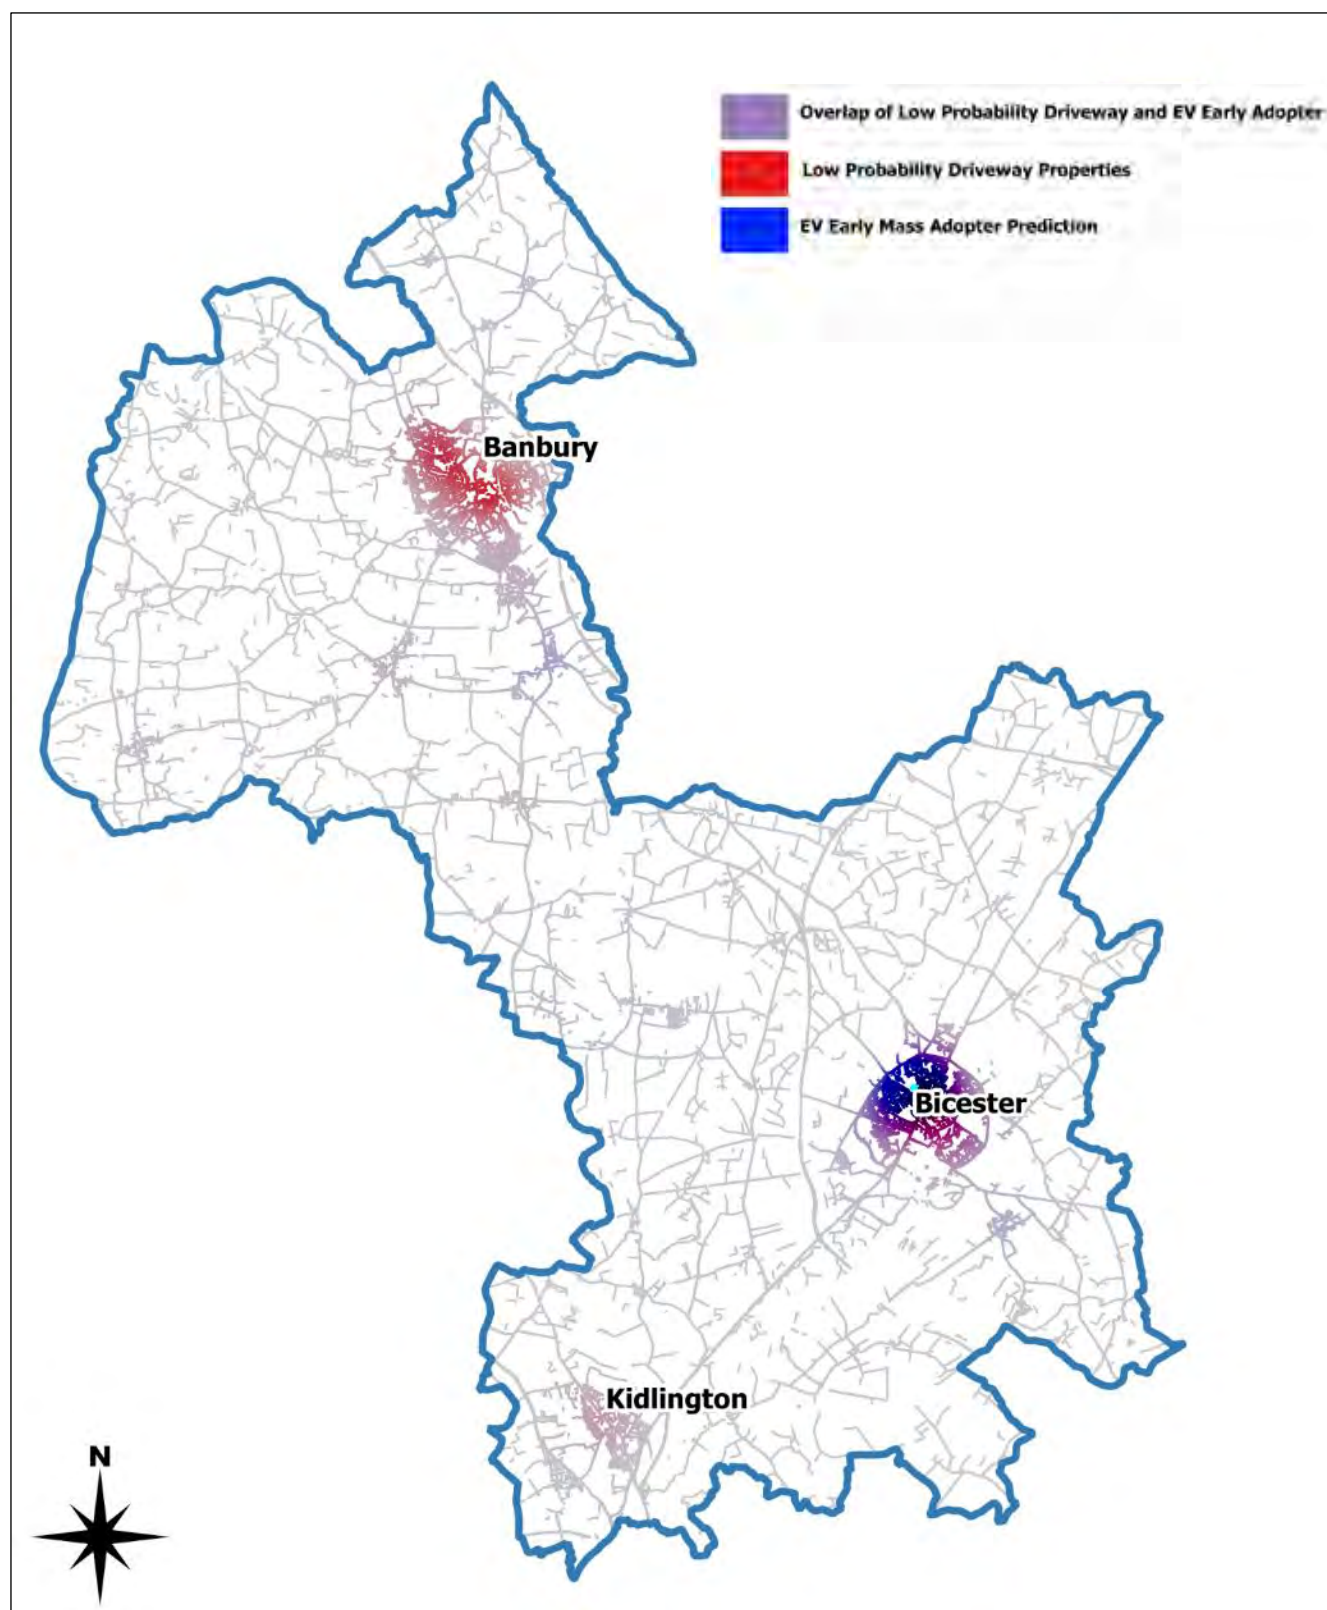 Overlap of Low Probability Driveway and EV Early Adopter
Low Probability Driveway Properties
EV Early Mass Adopter Prediction
Banbury
Bicester
Kidlington
N